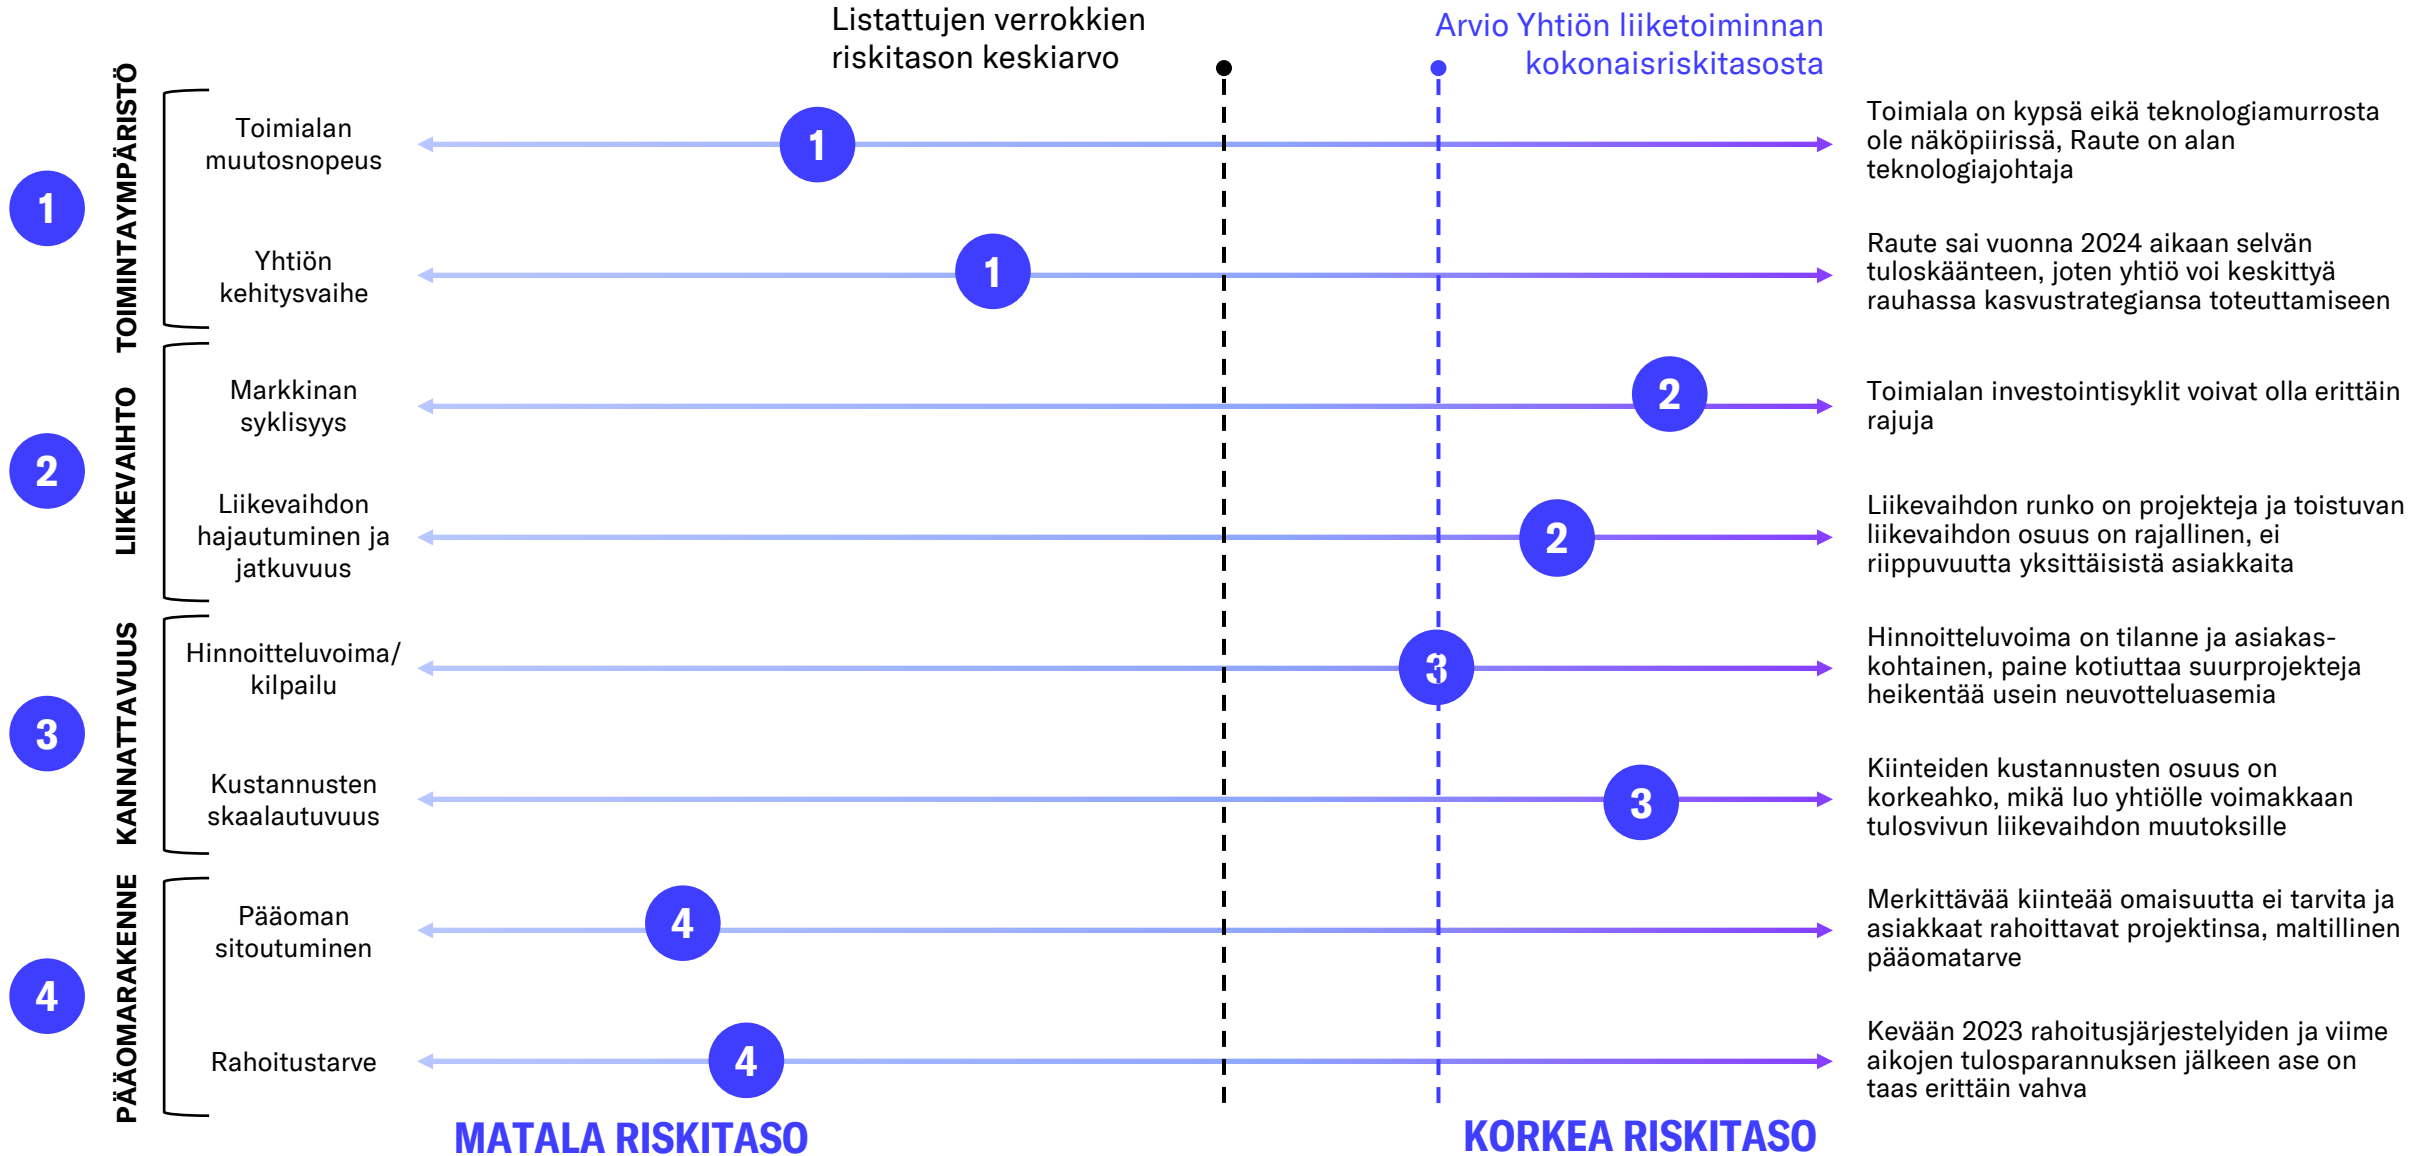 Listattujen verrokkien
riskitason keskiarvo
Arvio Yhtiön liiketoiminnan
kokonaisriskitasosta
1
TOIMINTAYMPÄRISTÖ
Toimialan
muutosnopeus
1
Toimiala on kypsä eikä teknologiamurrosta
ole näköpiirissä, Raute on alan
teknologiajohtaja
Yhtiön
kehitysvaihe
1
Raute sai vuonna 2024 aikaan selvän
tuloskäänteen, joten yhtiö voi keskittyä
rauhassa kasvustrategiansa toteuttamiseen
2
LIIKEVAIHTO
Markkinan
syklisyys
2
Toimialan investointisyklit voivat olla erittäin
rajuja
Liikevaihdon
hajautuminen ja
jatkuvuus
2
Liikevaihdon runko on projekteja ja toistuvan
liikevaihdon osuus on rajallinen, ei
riippuvuutta yksittäisistä asiakkaita
3
KANNATTAVUUS
Hinnoitteluvoima/
kilpailu
3
Hinnoitteluvoima on tilanne ja asiakas-
kohtainen, paine kotiuttaa suurprojekteja
heikentää usein neuvotteluasemia
Kustannusten
skaalautuvuus
3
Kiinteiden kustannusten osuus on
korkeahko, mikä luo yhtiölle voimakkaan
tulosvivun liikevaihdon muutoksille
4
PÄÄOMARAKENNE
Pääoman
sitoutuminen
4
Merkittävää kiinteää omaisuutta ei tarvita ja
asiakkaat rahoittavat projektinsa, maltillinen
pääomatarve
Rahoitustarve
4
Kevään 2023 rahoitusjärjestelyiden ja viime
aikojen tulosparannuksen jälkeen ase on
taas erittäin vahva
MATALA RISKITASO
KORKEA RISKITASO